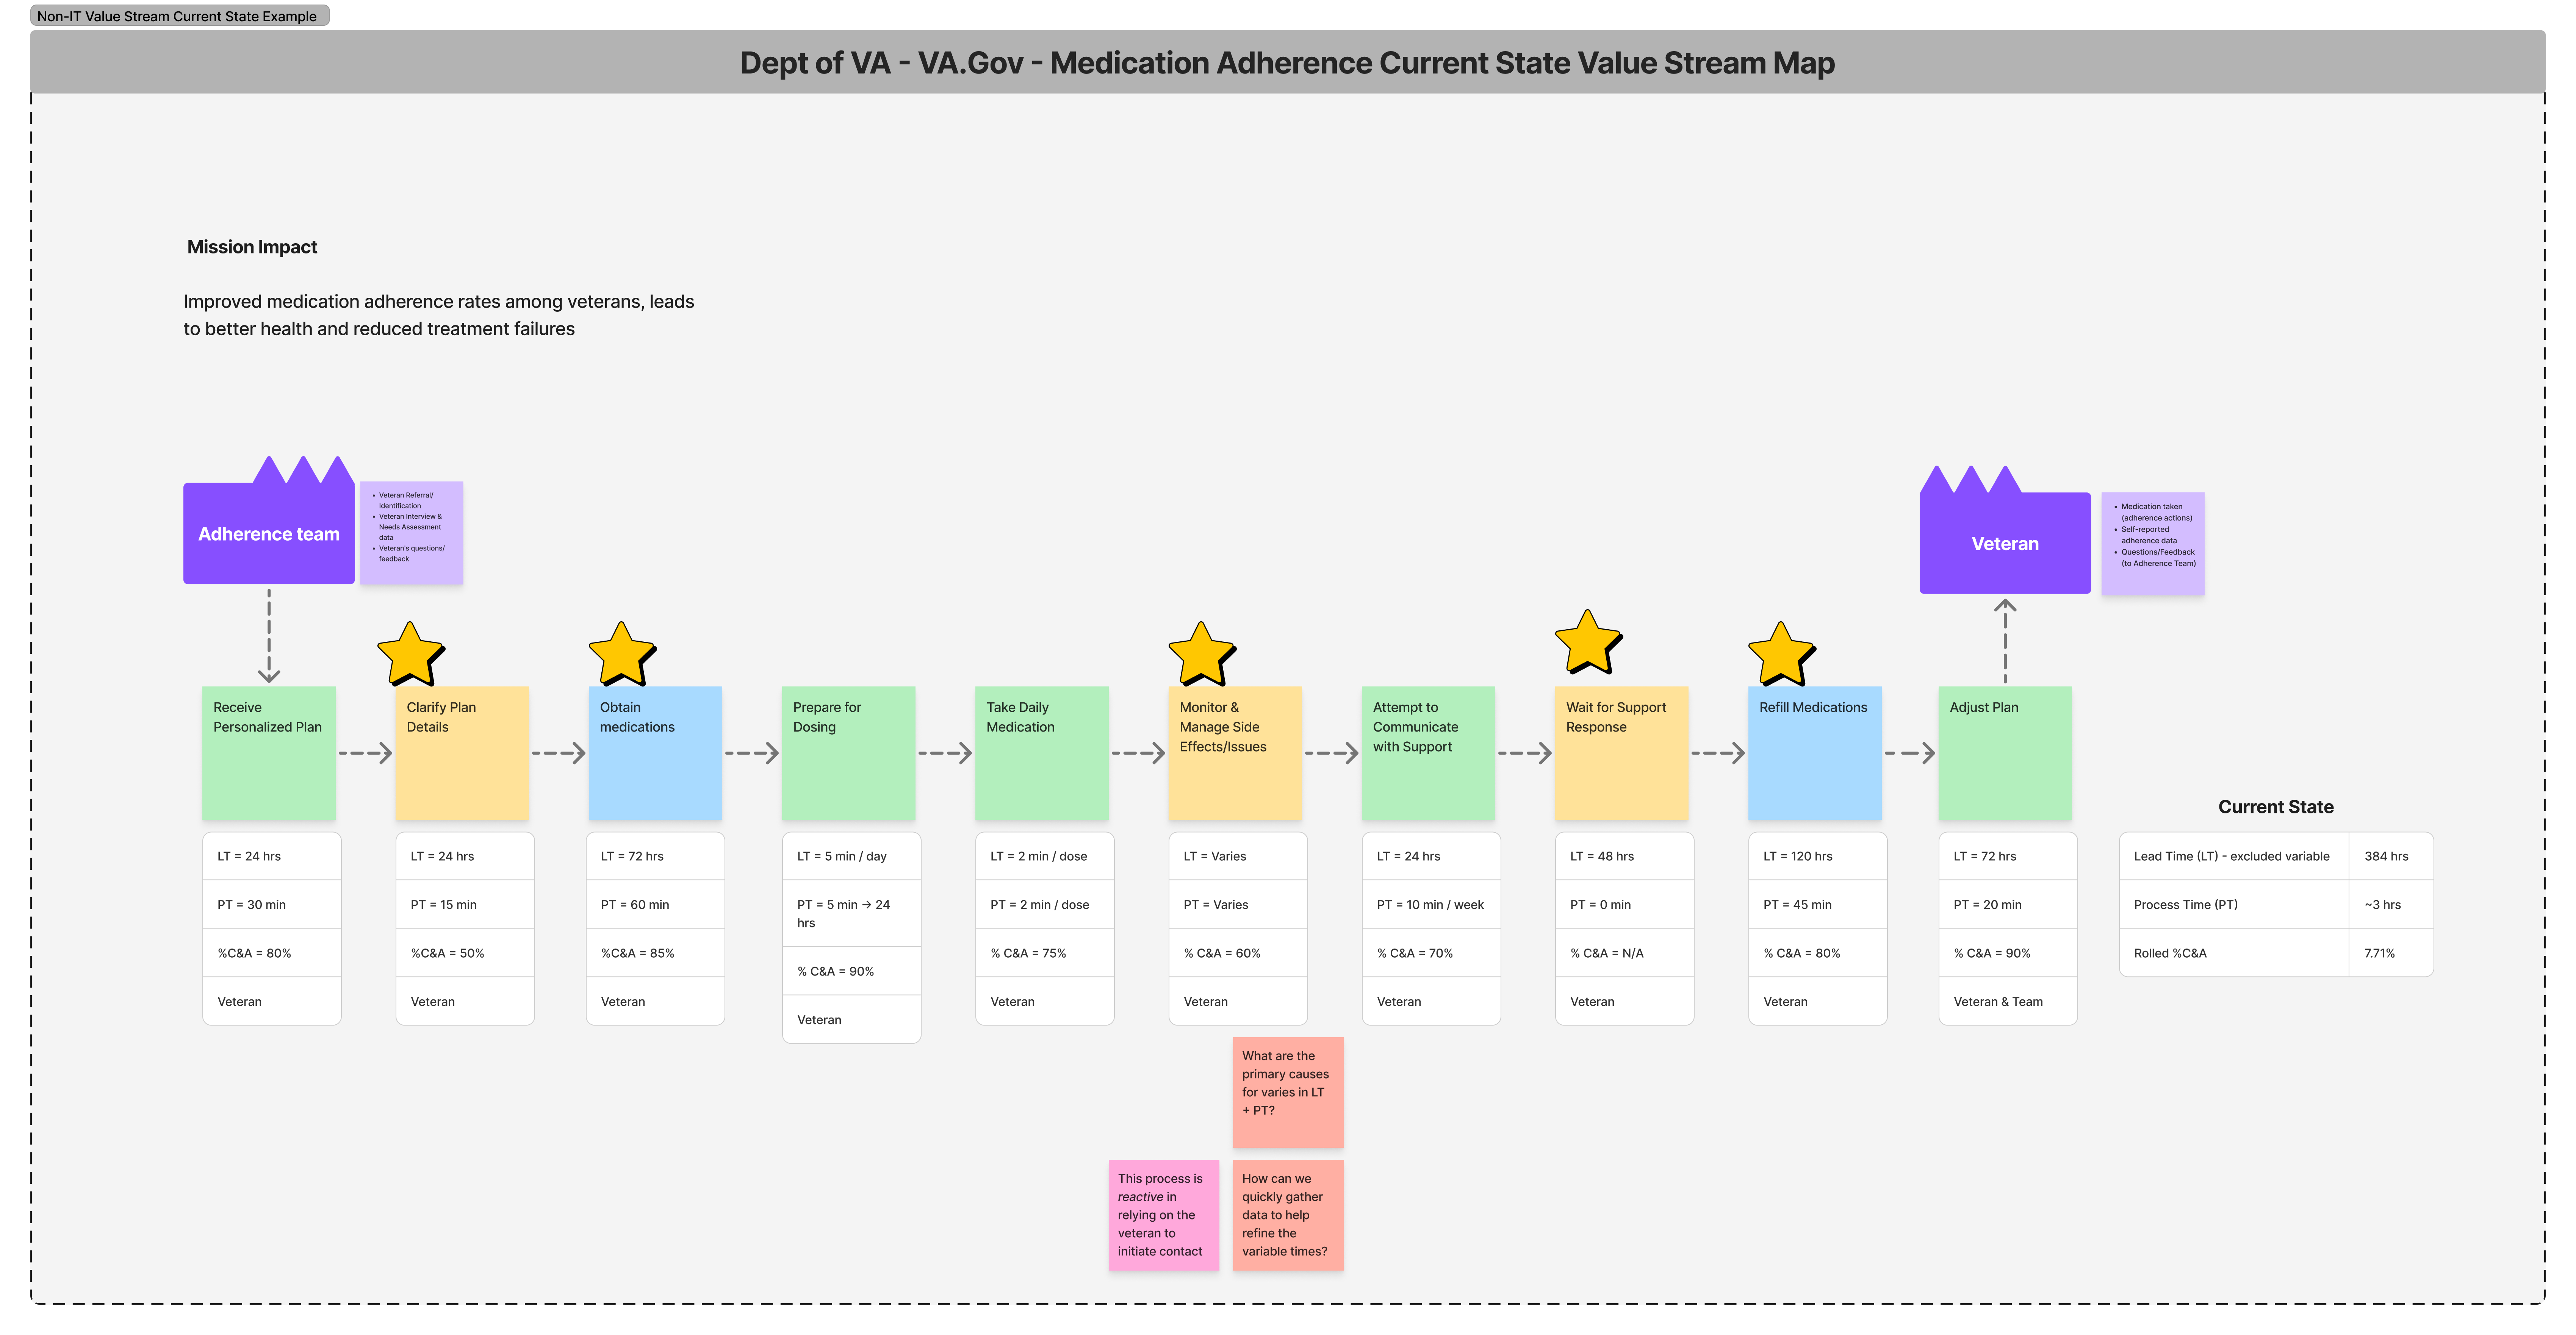 Non-IT Value Stream Current State Example
Dept of VA - VA.Gov - Medication Adherence Current State Value Stream Map
Mission Impact
Improved medication adherence rates among veterans, leads
to better health and reduced treatment failures
Adherence team
• Veteran Referral/
Identification
• Veteran Interview &
Needs Assessment
data
• Veteran's questions/
feedback
Veteran
• Medication taken
(adherence actions)
• Self-reported
adherence data
• Questions/Feedback
(to Adherence Team)
Receive
Personalized Plan
LT = 24 hrs
PT = 30 min
%C&A = 80%
Veteran
Clarify Plan
Details
LT = 24 hrs
PT = 15 min
%C&A = 50%
Veteran
Obtain
medications
LT = 72 hrs
PT = 60 min
%C&A = 85%
Veteran
Prepare for
Dosing
LT = 5 min / day
PT = 5 min → 24
hrs
% C&A = 90%
Veteran
Take Daily
Medication
LT = 2 min / dose
PT = 2 min / dose
% C&A = 75%
Veteran
Monitor &
Manage Side
Effects/Issues
LT = Varies
PT = Varies
% C&A = 60%
Veteran
Attempt to
Communicate
with Support
LT = 24 hrs
PT = 10 min / week
% C&A = 70%
Veteran
Wait for Support
Response
LT = 48 hrs
PT = 0 min
% C&A = N/A
Veteran
Refill Medications
LT = 120 hrs
PT = 45 min
% C&A = 80%
Veteran
Adjust Plan
LT = 72 hrs
PT = 20 min
% C&A = 90%
Veteran & Team
Current State
Lead Time (LT) - excluded variable 384 hrs
Process Time (PT) ~3 hrs
Rolled %C&A 7.71%
What are the
primary causes
for varies in LT
+ PT?
This process is
reactive in
relying on the
veteran to
initiate contact
How can we
quickly gather
data to help
refine the
variable times?